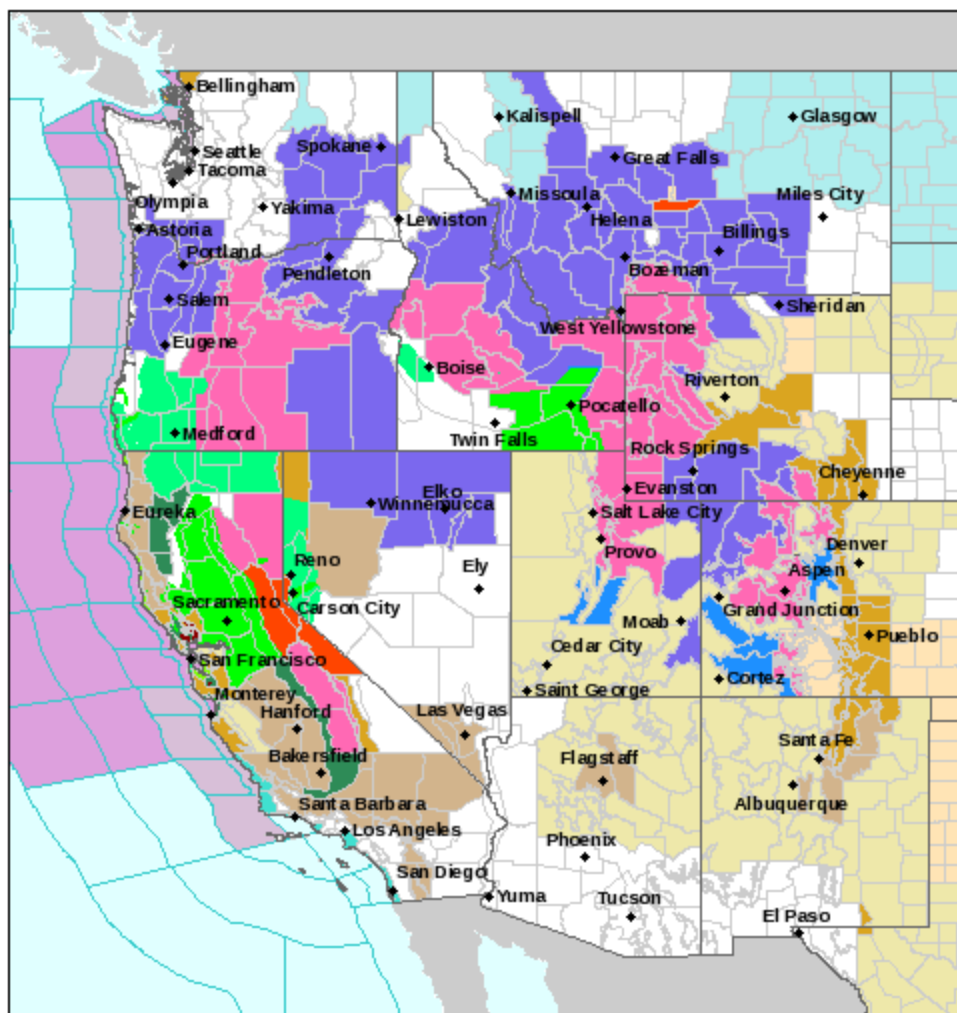 Bellingham
Kalispell
Glasgow
Spokane
Seattle
Great Falls
Tacoma
Olympia
Missoula
Miles City
Yakima
Lewiston
Helena
Astoria
Billings
Portland
Pendleton
Bozeman
Salem
Sheridan
West Yellowstone
Eugene
Boise
Riverton
Pocatello
Medford
Twin Falls
Rock Springs
Cheyenne
Elko
Evanston
Winnemucca
Eureka
Salt Lake City
Denver
Provo
Reno
Ely
Aspen
Sacramento
Carson City
Grand Junction
Moab
Pueblo
Cedar City
San Francisco
Cortez
Saint George
Monterey
Hanford
Las Vegas
Santa Fe
Bakersfield
Flagstaff
Albuquerque
Santa Barbara
Los Angeles
Phoenix
San Diego
Yuma
Tucson
El Paso